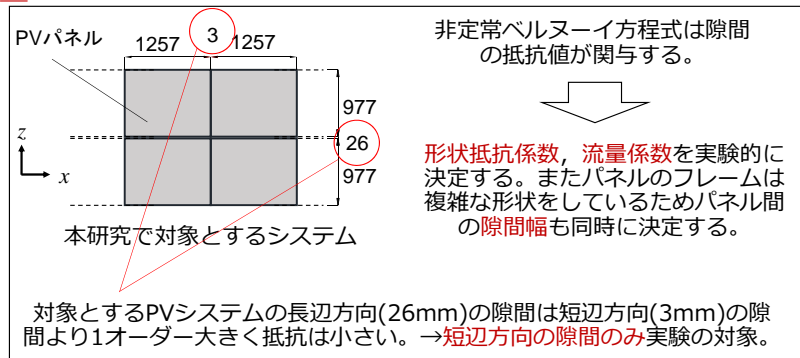 PVパネル
1257
3
1257
977
26
977
z
x
本研究で対象とするシステム
非定常ベルヌーイ方程式は隙間
の抵抗値が関与する。
形状抵抗係数，流量係数を実験的に
決定する。またパネルのフレームは
複雑な形状をしているためパネル間
の隙間幅も同時に決定する。
対象とするPVシステムの長辺方向(26mm)の隙間は短辺方向(3mm)の隙
間より1オーダー大きく抵抗は小さい。→短辺方向の隙間のみ実験の対象。